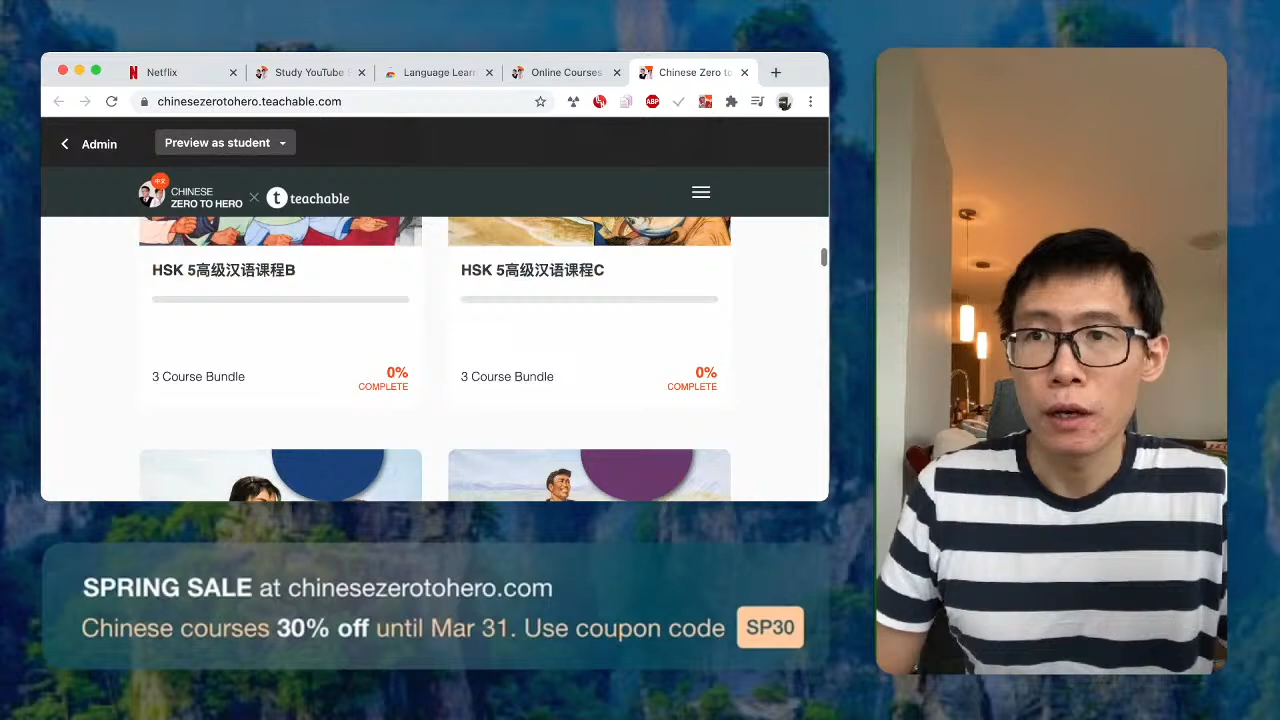 Netflix
Study YouTube
Language Lear
Online Courses
Chinese Zero to
chinesezerotohero.teachable.com
ABP
Admin
Preview as student
中文
CHINESE
ZERO TO HERO
t teachable
HSK 5高级汉语课程B
3 Course Bundle
0%
COMPLETE
HSK 5高级汉语课程C
3 Course Bundle
0%
COMPLETE
SPRING SALE at chinesezerotohero.com
Chinese courses 30% off until Mar 31. Use coupon code SP30